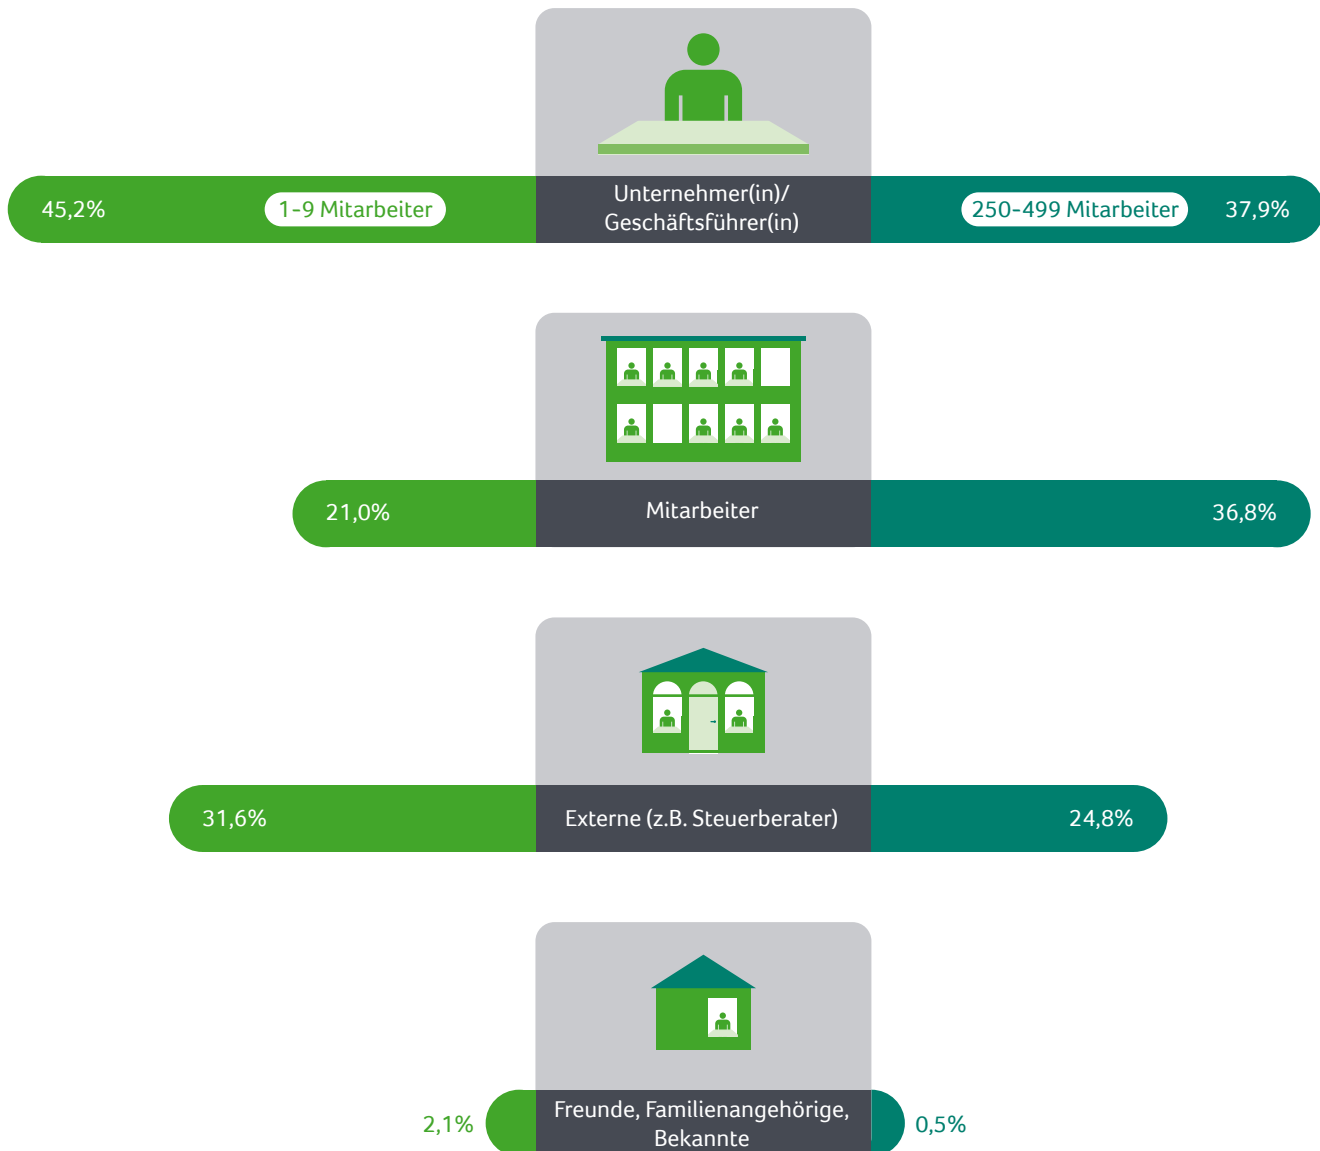 45,2%
1-9 Mitarbeiter
Unternehmer(in)/
Geschäftsführer(in)
250-499 Mitarbeiter
37,9%
21,0%
Mitarbeiter
36,8%
31,6%
Externe (z.B. Steuerberater)
24,8%
2,1%
Freunde, Familienangehörige,
Bekannte
0,5%